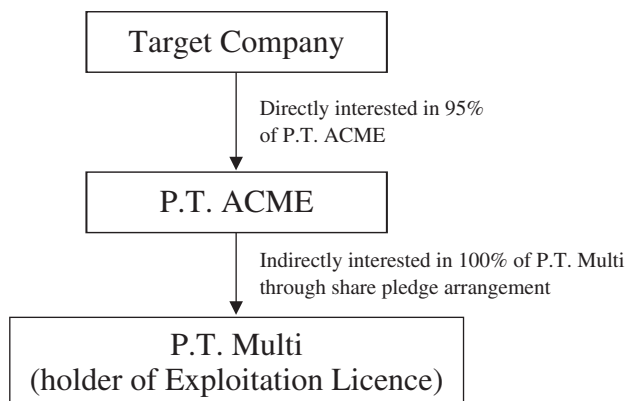 Target Company
Directly interested in 95%
of P.T. ACME
P.T. ACME
Indirectly interested in 100% of P.T. Multi
through share pledge arrangement
P.T. Multi
(holder of Exploitation Licence)